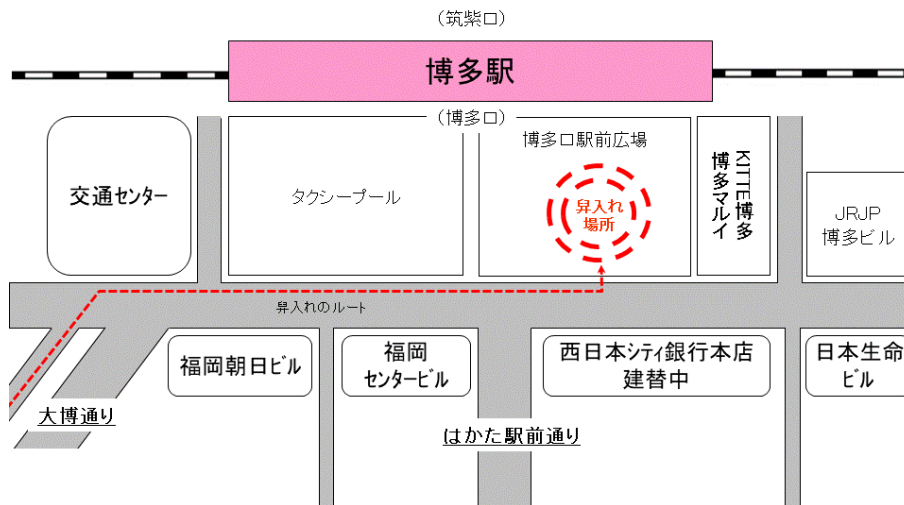 （筑紫口）
博多駅
（博多口）
交通センター
タクシープール
博多口駅前広場
舁入れ
場所
KITTE博多
博多マルイ
JRJP
博多ビル
舁入れのルート
福岡朝日ビル
福岡
センタービル
西日本シティ銀行本店
建替中
日本生命
ビル
大博通り
はかた駅前通り